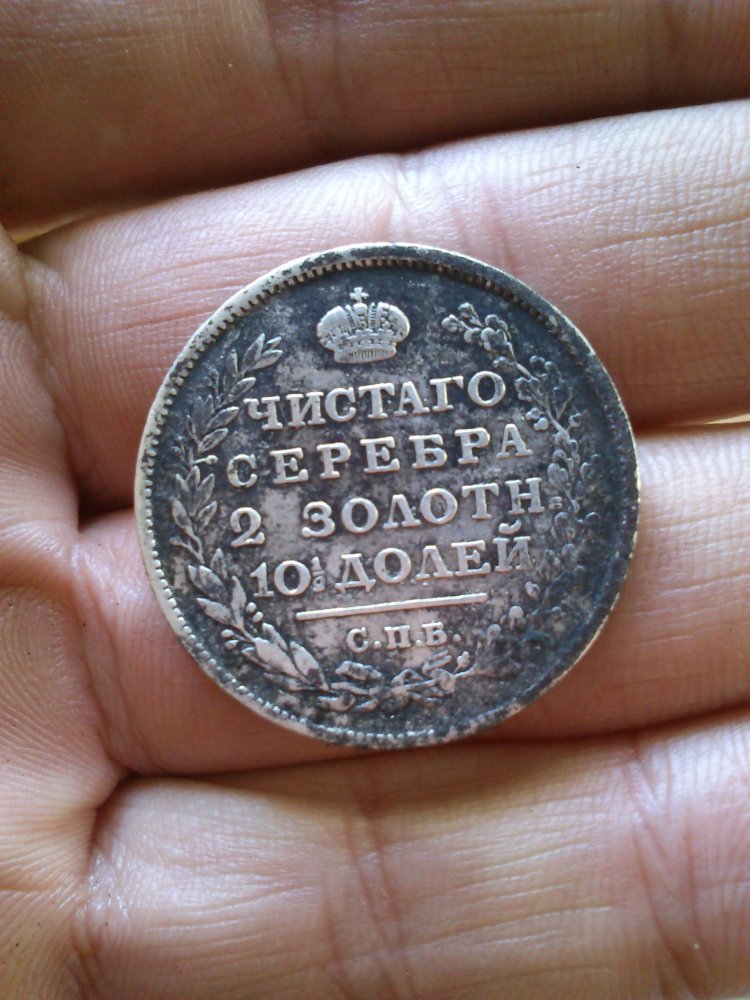 ЧИСТАГО
СЕРЕБРА
2 ЗОЛОТН
10½ ДОЛЕЙ
С.П.Б.